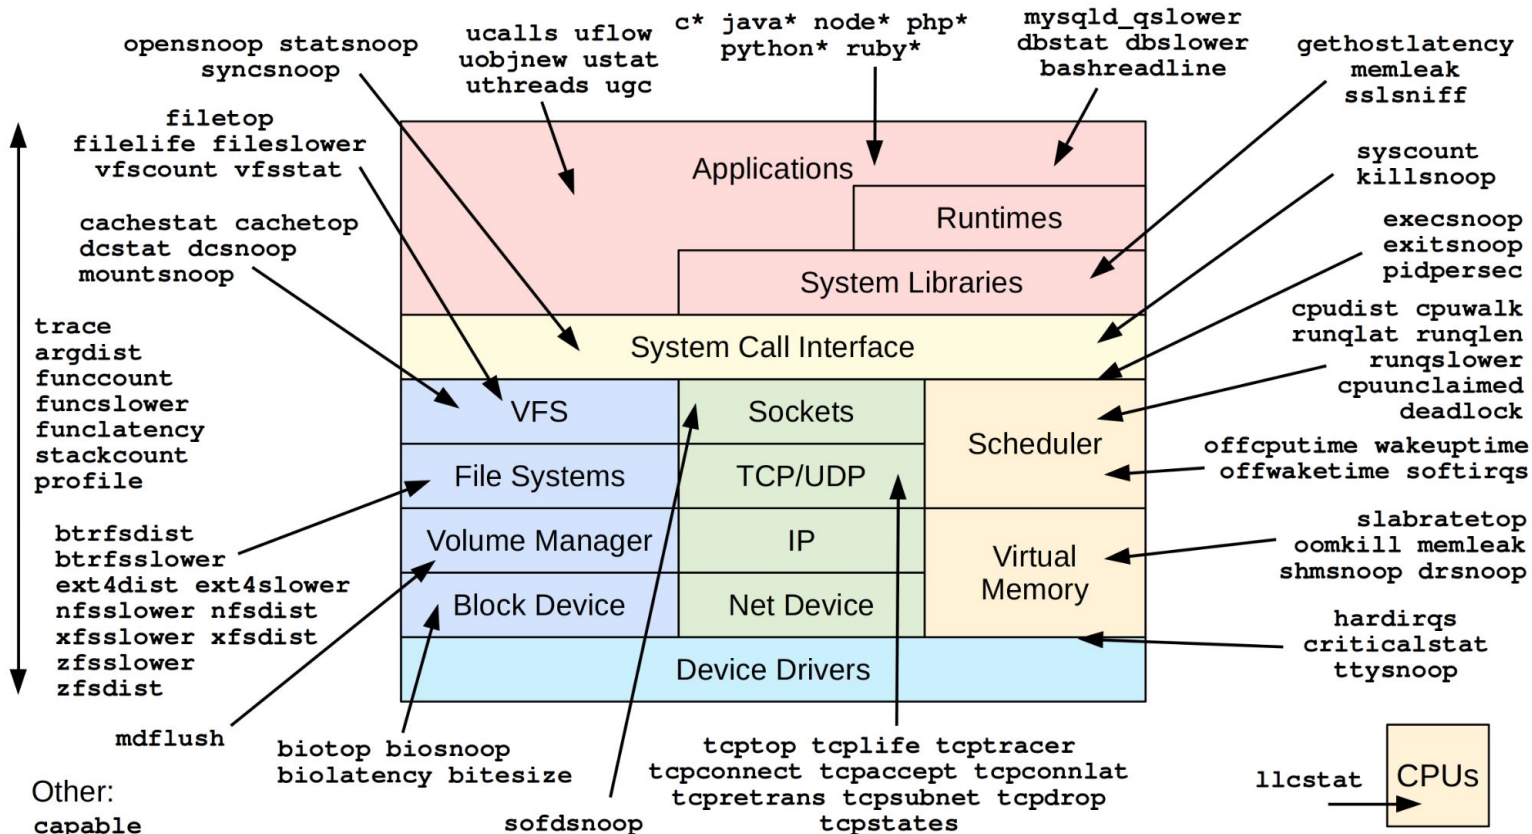 opensnoop statsnoop
syncsnoop
ucalls uflow
uobjnew ustat
uthreads ugc
c* java* node* php*
python* ruby*
mysqld_qslower
dbstat dbslower
bashreadline
gethostlatency
memleak
sslsniff
filetop
filelife fileslower
vfscount vfsstat
cachestat cachetop
dcstat dcsnoop
mountsnoop
trace
argdist
funccount
funcslower
funclatency
stackcount
profile
btrfsdist
btrfsslower
ext4dist ext4slower
nfsslower nfsdist
xfsslower xfsdist
zfsslower
zfsdist
mdflush
Other:
capable
Applications
Runtimes
System Libraries
System Call Interface
VFS
Sockets
Scheduler
File Systems
TCP/UDP
Volume Manager
IP
Virtual
Memory
Block Device
Net Device
Device Drivers
syscount
killsnoop
execsnoop
exitsnoop
pidpersec
cpudist cpuwalk
runqlat runqlen
runqslower
cpuunclaimed
deadlock
offcputime wakeuptime
offwaketime softirqs
slabratetop
oomkill memleak
shmsnoop drsnoop
hardirqs
criticalstat
ttysnoop
biotop biosnoop
biolatency bitesize
sofdsnoop
tcptop tcplife tcptracer
tcpconnect tcpaccept tcpconnlat
tcpretrans tcpsubnet tcpdrop
tcpstates
llcstat
CPUs